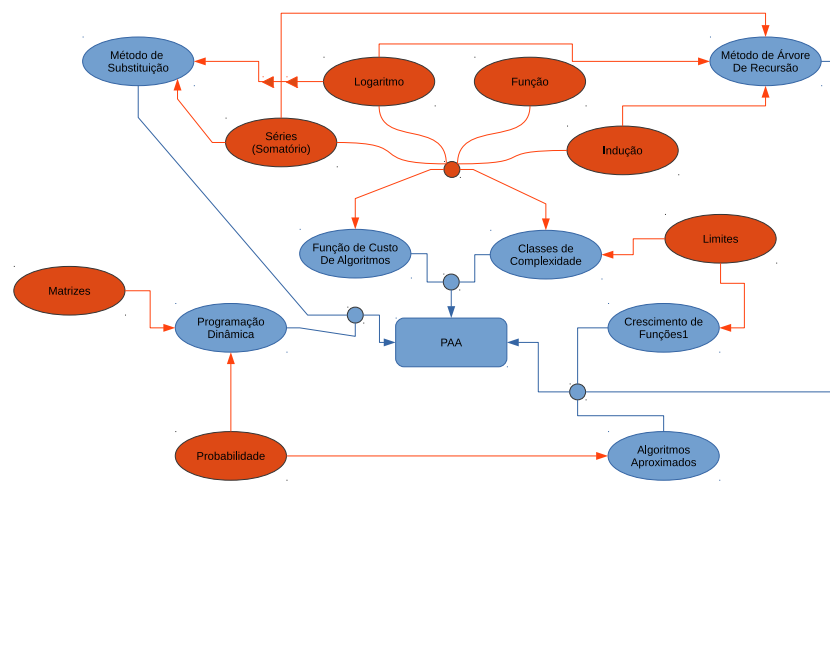 Método de
Substituição
Logaritmo
Função
Método de Árvore
De Recursão
Séries
(Somatório)
Indução
Função de Custo
De Algoritmos
Classes de
Complexidade
Limites
Matrizes
Programação
Dinâmica
PAA
Crescimento de
Funções1
Probabilidade
Algoritmos
Aproximados